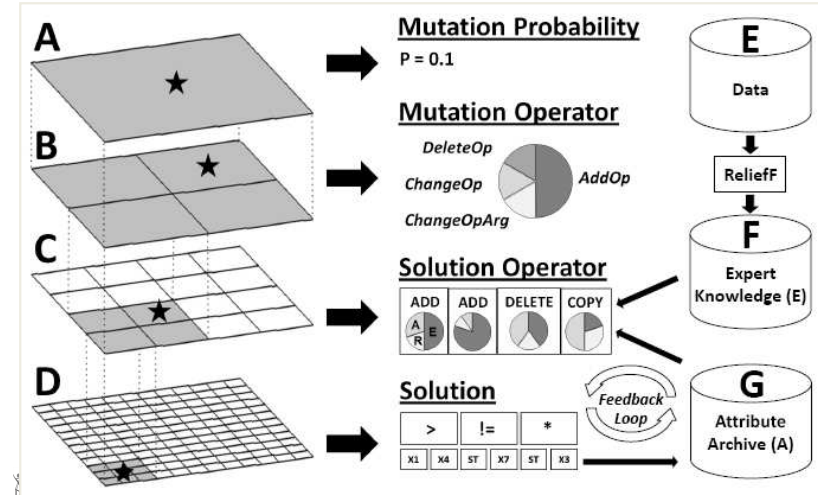 A
Mutation Probability
P = 0.1
B
Mutation Operator
DeleteOp
ChangeOp
AddOp
ChangeOpArg
C
Solution Operator
ADD
ADD
DELETE
COPY
A
E
R
D
Solution
> != *
X1 X4 ST X7 ST X3
Feedback
Loop
E
Data
ReliefF
F
Expert
Knowledge (E)
G
Attribute
Archive (A)